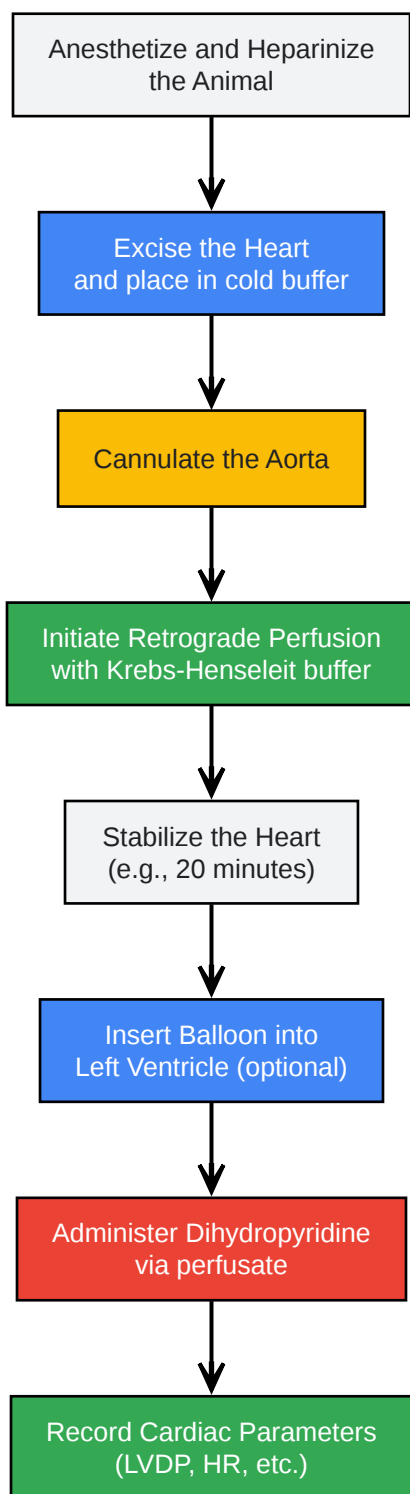 Anesthetize and Heparinize
the Animal
Excise the Heart
and place in cold buffer
Cannulate the Aorta
Initiate Retrograde Perfusion
with Krebs-Henseleit buffer
Stabilize the Heart
(e.g., 20 minutes)
Insert Balloon into
Left Ventricle (optional)
Administer Dihydropyridine
via perfusate
Record Cardiac Parameters
(LVDP, HR, etc.)